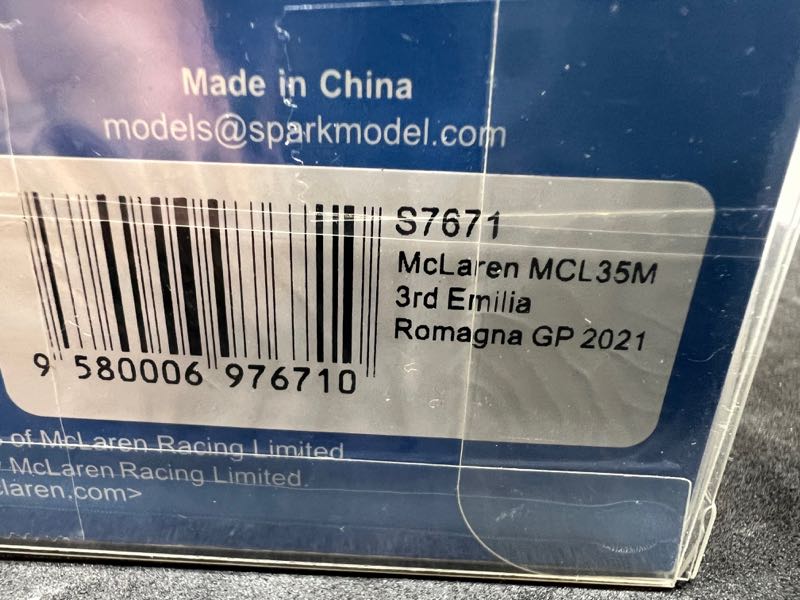 Made in China
models@sparkmodel.com
S7671
McLaren MCL35M
3rd Emilia
Romagna GP 2021
9 580006 976710
of McLaren Racing Limited
McLaren Racing Limited.
claren.com>